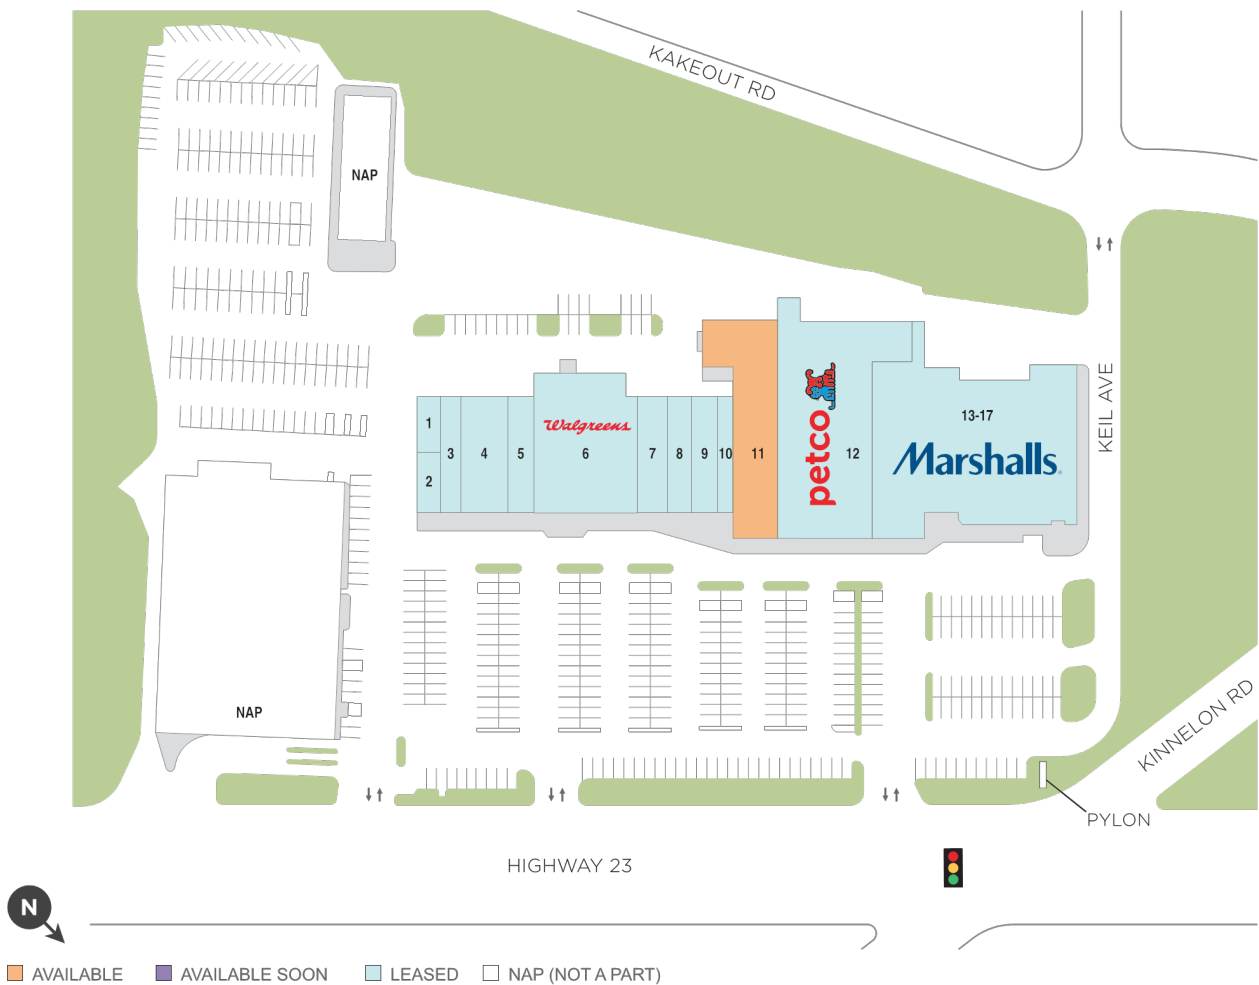 KAKEOUT RD
NAP
KEIL AVE
1
2
3
4
5
Walgreens
6
7
8
9
10
11
petco
12
13-17
Marshalls
NAP
KINNELON RD
PYLON
HIGHWAY 23
N
AVAILABLE
AVAILABLE SOON
LEASED
NAP (NOT A PART)